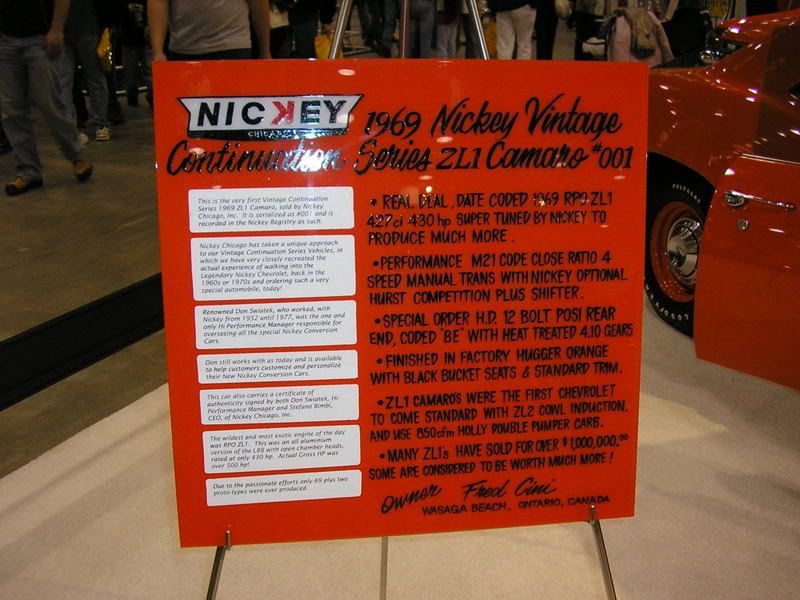 NICKEY
CHICAGO
1969 Nickey Vintage
Continuation Series ZL1 Camaro #001
This is the very first Vintage Continuation
Series 1969 ZL1 Camaro, sold by Nickey
Chicago, Inc. It is serialized as #001 and is
recorded in the Nickey Registry as such.
Nickey Chicago has taken a unique approach
to our Vintage Continuation Series Vehicles, in
which we have very closely recreated the
actual experience of walking into the
Legendary Nickey Chevrolet, back in the
1960s or 1970s and ordering such a very
special automobile, today!
Renowned Don Swiatek, who worked, with
Nickey from 1952 until 1977, was the one and
only Hi-Performance Manager responsible for
overseeing all the special Nickey Conversion
Cars.
Don still works with us today and is available
to help customers customize and personalize
their New Nickey Conversion Cars.
This car also carries a certificate of
authenticity signed by both Don Swiatek, Hi-
Performance Manager and Stefano Bimbi,
CEO, of Nickey Chicago, Inc.
The wildest and most exotic engine of the day
was RPO ZL1. This was an all aluminium
version of the L88 with open chamber heads,
rated at only 430 hp. Actual Gross HP was
over 500 hp!
Due to the passionate efforts only 69 plus two
proto-types were ever produced.
• REAL DEAL, DATE CODED 1969 RPO ZL1
427ci 430 hp SUPER TUNED BY NICKEY TO
PRODUCE MUCH MORE.
• PERFORMANCE M21 CODE CLOSE RATIO 4
SPEED MANUAL TRANS WITH NICKEY OPTIONAL
HURST COMPETITION PLUS SHIFTER.
• SPECIAL ORDER H.D. 12 BOLT POSI REAR
END, CODED "BE" WITH HEAT TREATED 4.10 GEARS
• FINISHED IN FACTORY HUGGER ORANGE
WITH BLACK BUCKET SEATS & STANDARD TRIM.
• ZL1 CAMARO'S WERE THE FIRST CHEVROLET
TO COME STANDARD WITH ZL2 COWL INDUCTION,
AND USE 850cfm HOLLY DOUBLE PUMPER CARB.
• MANY ZL1s HAVE SOLD FOR OVER $1,000,000.00
SOME ARE CONSIDERED TO BE WORTH MUCH MORE!
Owner Fred Cini
WASAGA BEACH, ONTARIO, CANADA